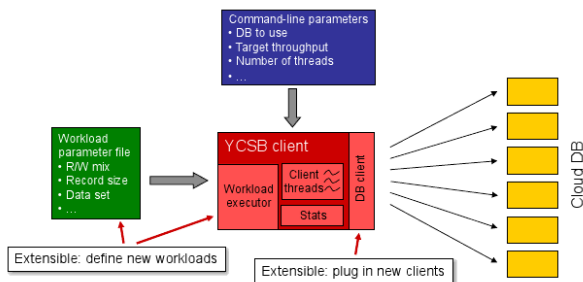 Command-line parameters
• DB to use
• Target throughput
• Number of threads
• ...
Workload
parameter file
• R/W mix
• Record size
• Data set
• ...
YCSB client
Workload
executor
Client
threads
Stats
DB client
Cloud DB
Extensible: define new workloads
Extensible: plug in new clients